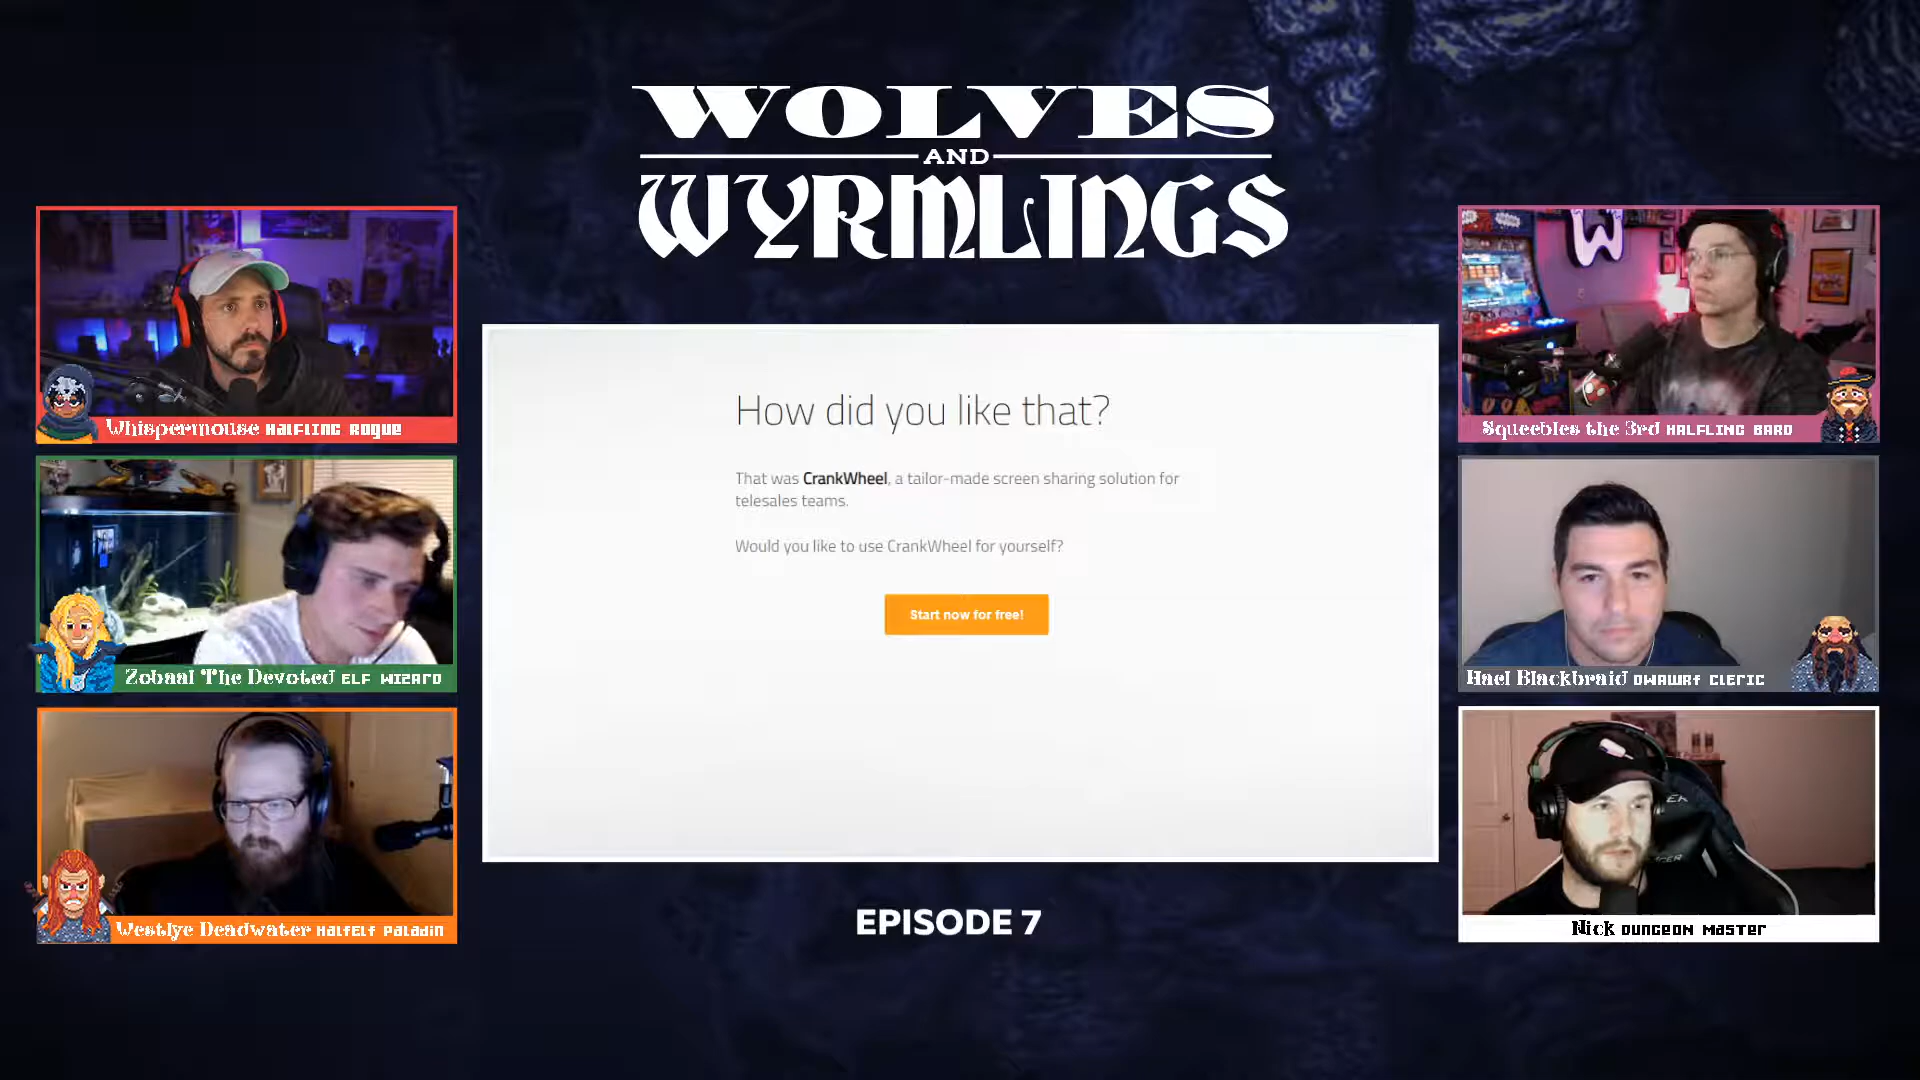 WOLVES
AND
WYRMLINGS
Whispermouse HALFLING ROGUE
Zobaal The Devoted ELF WIZARD
Westlye Deadwater HALFELF PALADIN
How did you like that?
That was CrankWheel, a tailor-made screen sharing solution for
telesales teams.
Would you like to use CrankWheel for yourself?
Start now for free!
EPISODE 7
W
Squeebles the 3rd HALFLING BARD
Hael Blackbraid DWAWRF CLERIC
Nick DUNGEON MASTER